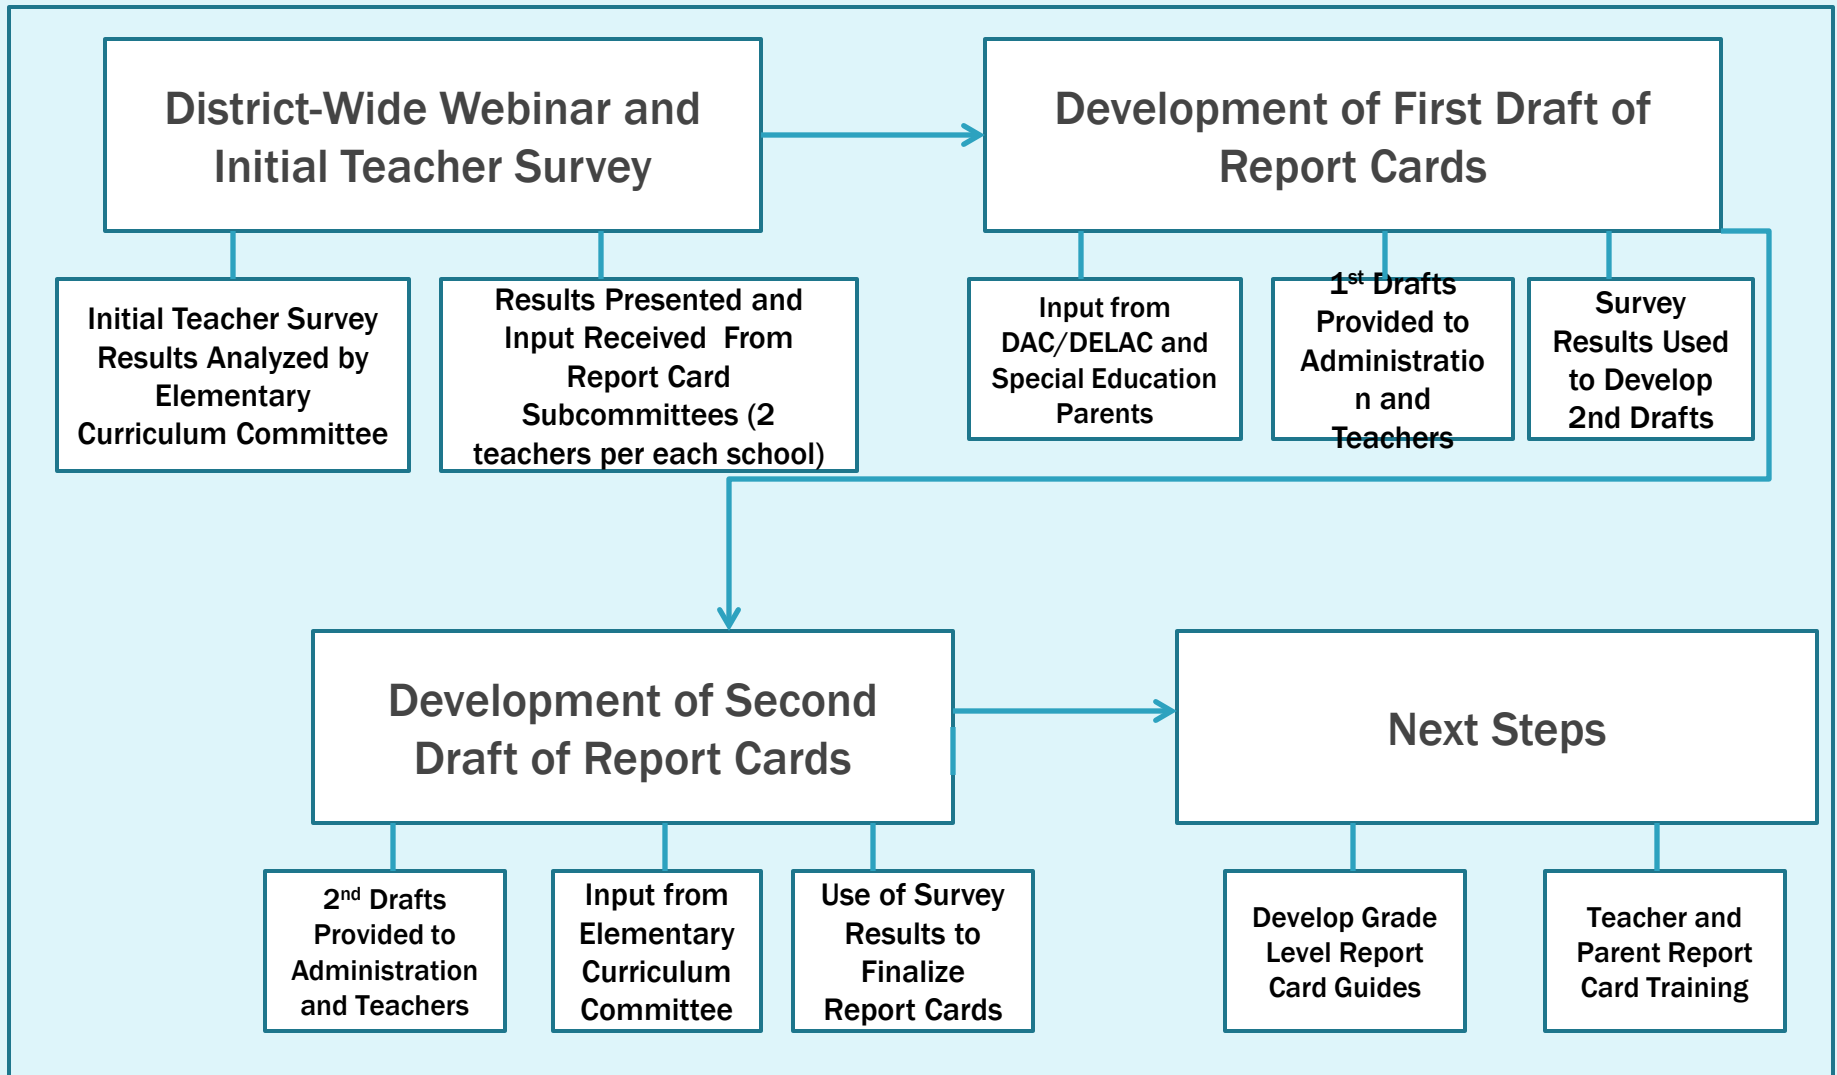 District-Wide Webinar and
Initial Teacher Survey
Development of First Draft of
Report Cards
Initial Teacher Survey
Results Analyzed by
Elementary
Curriculum Committee
Results Presented and
Input Received  From
Report Card
Subcommittees (2
teachers per each school)
Input from
DAC/DELAC and
Special Education
Parents
1st Drafts
Provided to
Administratio
n and
Teachers
Survey
Results Used
to Develop
2nd Drafts
Development of Second
Draft of Report Cards
Next Steps
2nd Drafts
Provided to
Administration
and Teachers
Input from
Elementary
Curriculum
Committee
Use of Survey
Results to
Finalize
Report Cards
Develop Grade
Level Report
Card Guides
Teacher and
Parent Report
Card Training